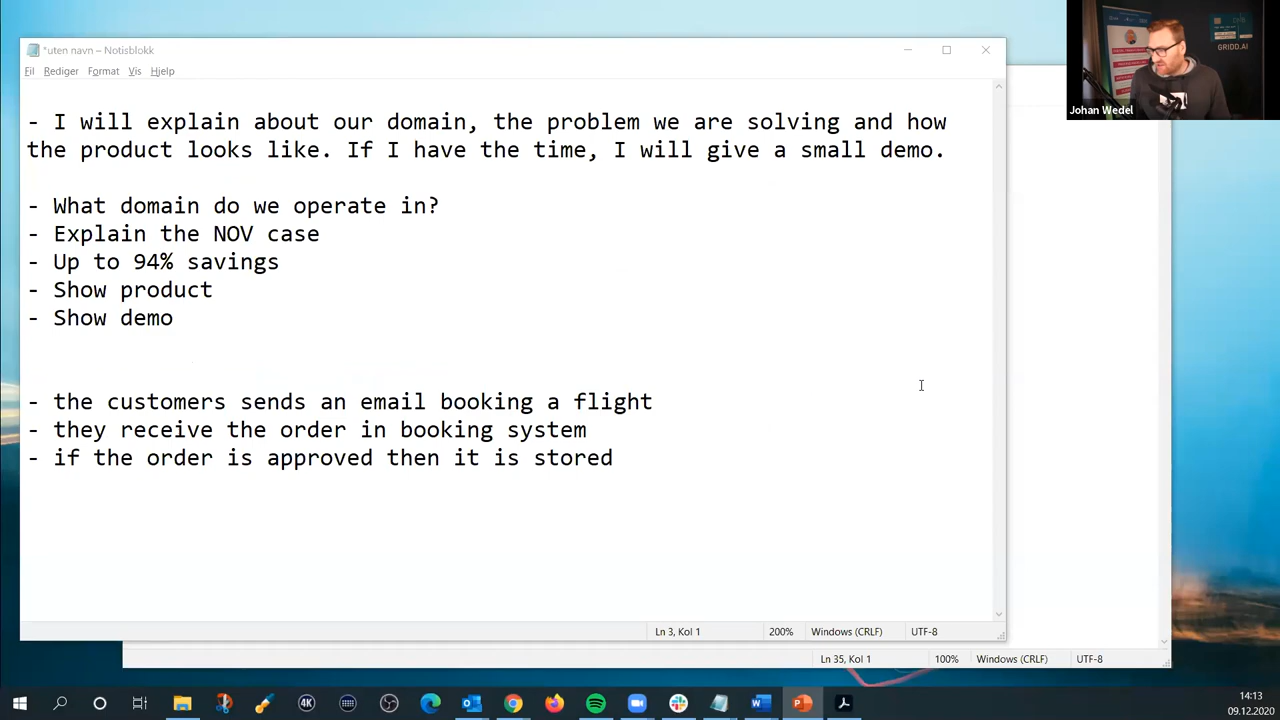 *uten navn – Notisblokk
Fil Rediger Format Vis Hjelp
- I will explain about our domain, the problem we are solving and how
the product looks like. If I have the time, I will give a small demo.
- What domain do we operate in?
- Explain the NOV case
- Up to 94% savings
- Show product
- Show demo
- the customers sends an email booking a flight
- they receive the order in booking system
- if the order is approved then it is stored
Ln 3, Kol 1 200% Windows (CRLF) UTF-8
Ln 35, Kol 1 100% Windows (CRLF) UTF-8
GRIDD.AI
Johan Wedel
4K
14:13
09.12.2020